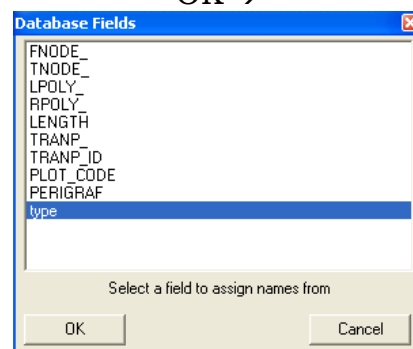 OK →
Database Fields
FNODE_
TNODE_
LPOLY_
RPOLY_
LENGTH
TRANP_
TRANP_ID
PLOT_CODE
PERIGRAF
type
Select a field to assign names from
OK
Cancel